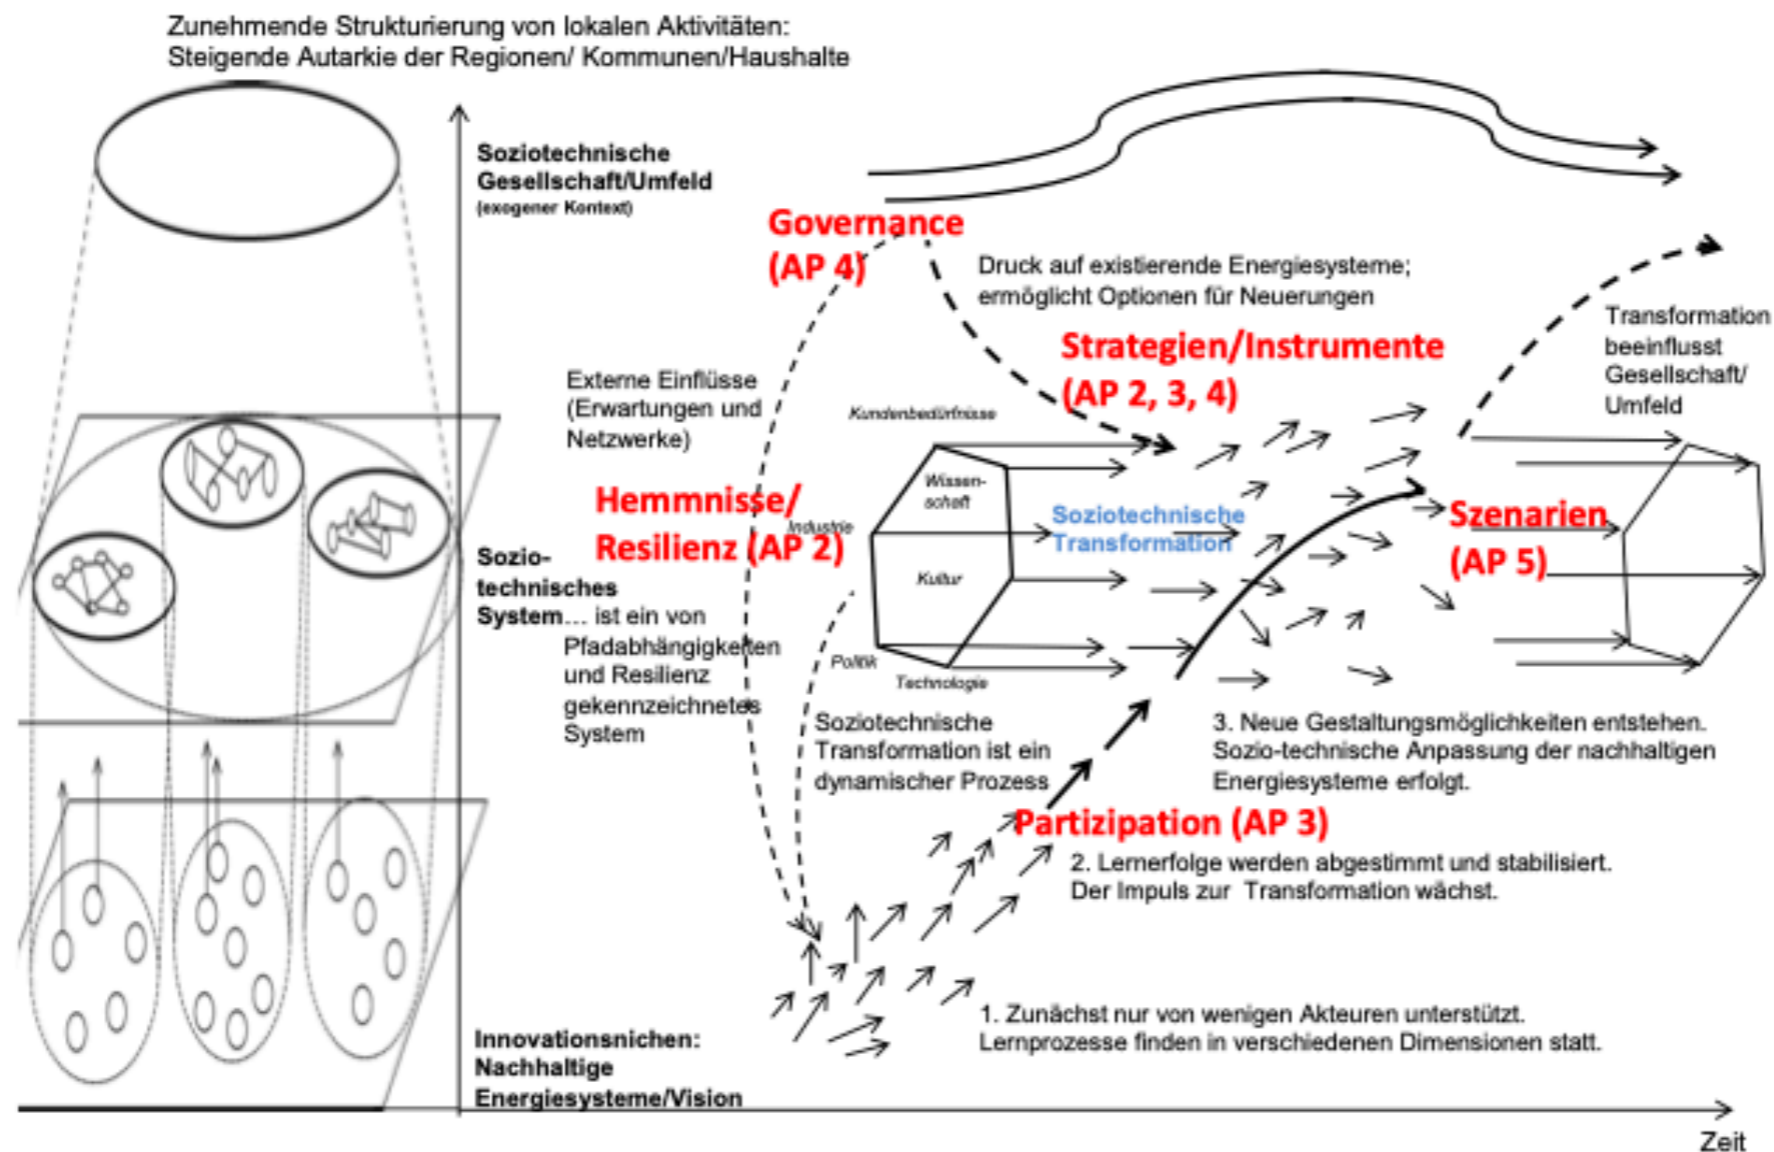 Zunehmende Strukturierung von lokalen Aktivitäten:
Steigende Autarkie der Regionen/ Kommunen/Haushalte
Soziotechnische
Gesellschaft/Umfeld
(exogener Kontext)
Governance
(AP 4)
Druck auf existierende Energiesysteme;
ermöglicht Optionen für Neuerungen
Transformation
beeinflusst
Gesellschaft/
Umfeld
Strategien/Instrumente
(AP 2, 3, 4)
Externe Einflüsse
(Erwartungen und
Netzwerke)
Kundenbedürfnisse
Wissen-
schaft
Industrie
Kultur
Politik
Technologie
Hemmnisse/
Resilienz (AP 2)
Soziotechnische
Transformation
Szenarien
(AP 5)
Sozio-
technisches
System... ist ein von
Pfadabhängigkeiten
und Resilienz
gekennzeichnetes
System
Soziotechnische
Transformation ist ein
dynamischer Prozess
3. Neue Gestaltungsmöglichkeiten entstehen.
Sozio-technische Anpassung der nachhaltigen
Energiesysteme erfolgt.
Partizipation (AP 3)
2. Lernerfolge werden abgestimmt und stabilisiert.
Der Impuls zur Transformation wächst.
1. Zunächst nur von wenigen Akteuren unterstützt.
Lernprozesse finden in verschiedenen Dimensionen statt.
Innovationsnichen:
Nachhaltige
Energiesysteme/Vision
Zeit